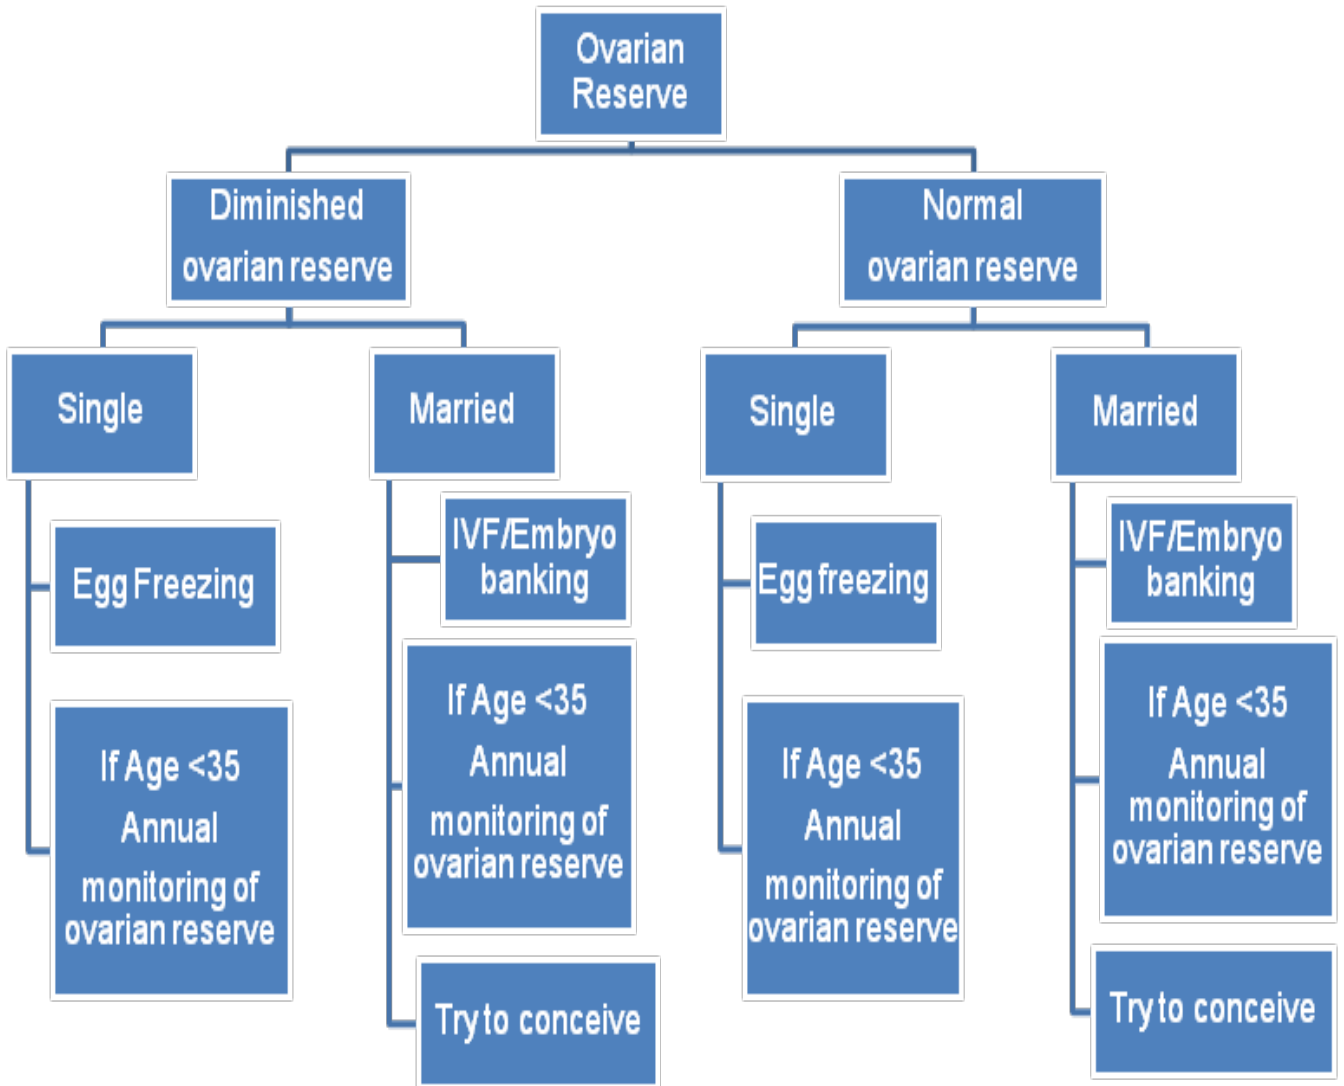 Ovarian
Reserve
Diminished
ovarian reserve
Normal
ovarian reserve
Single
Married
Single
Married
Egg Freezing
If Age <35
Annual
monitoring of
ovarian reserve
IVF/Embryo
banking
If Age <35
Annual
monitoring of
ovarian reserve
Try to conceive
Egg freezing
If Age <35
Annual
monitoring of
ovarian reserve
IVF/Embryo
banking
If Age <35
Annual
monitoring of
ovarian reserve
Try to conceive